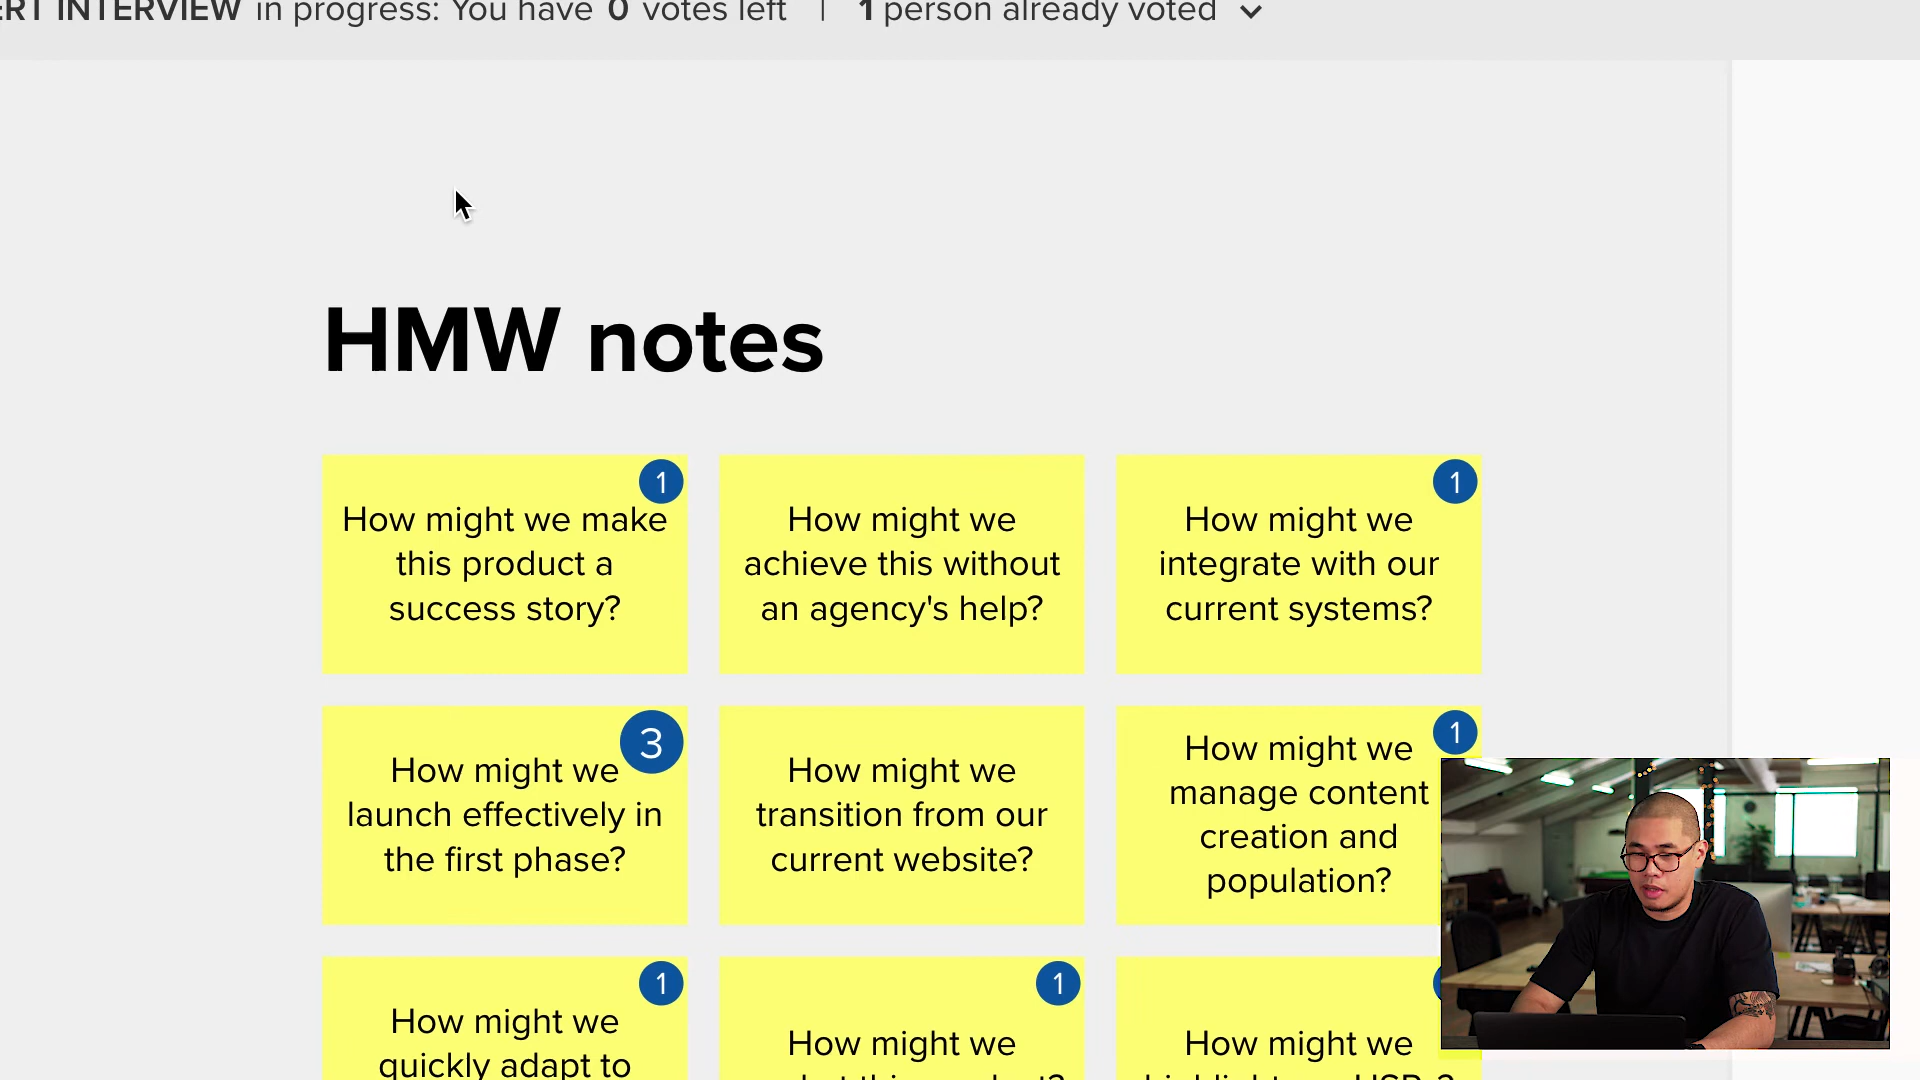 INTERVIEW in progress: You have 0 votes left | 1 person already voted
HMW notes
1
How might we make
this product a
success story?
How might we
achieve this without
an agency's help?
1
How might we
integrate with our
current systems?
3
How might we
launch effectively in
the first phase?
How might we
transition from our
current website?
1
How might we
manage content
creation and
population?
1
How might we
quickly adapt to
1
How might we
How might we